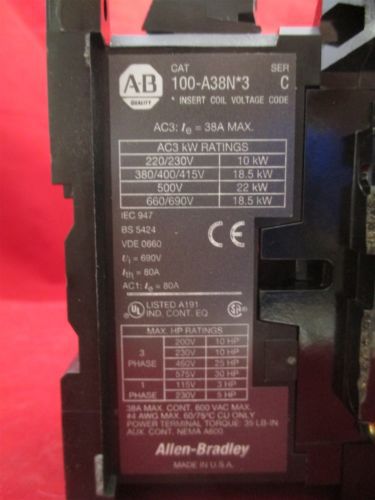 CAT SER
A-B QUALITY 100-A38N*3 C
* INSERT COIL VOLTAGE CODE
AC3: Ie = 38A MAX.
AC3 kW RATINGS
220/230V 10 kW
380/400/415V 18.5 kW
500V 22 kW
660/690V 18.5 kW
IEC 947
BS 5424
VDE 0660
CE
Ui = 690V
Ith = 80A
AC1: Ie = 80A
UL LISTED A191
IND. CONT. EQ.
MAX. HP RATINGS
200V 10 HP
3 230V 10 HP
PHASE 460V 25 HP
575V 30 HP
1 115V 3 HP
PHASE 230V 5 HP
38A MAX. CONT. 600 VAC MAX.
#4 AWG MAX. 60/75°C CU ONLY
POWER TERMINAL TORQUE: 35 LB-IN
AUX. CONT. NEMA A600
Allen-Bradley
MADE IN U.S.A.